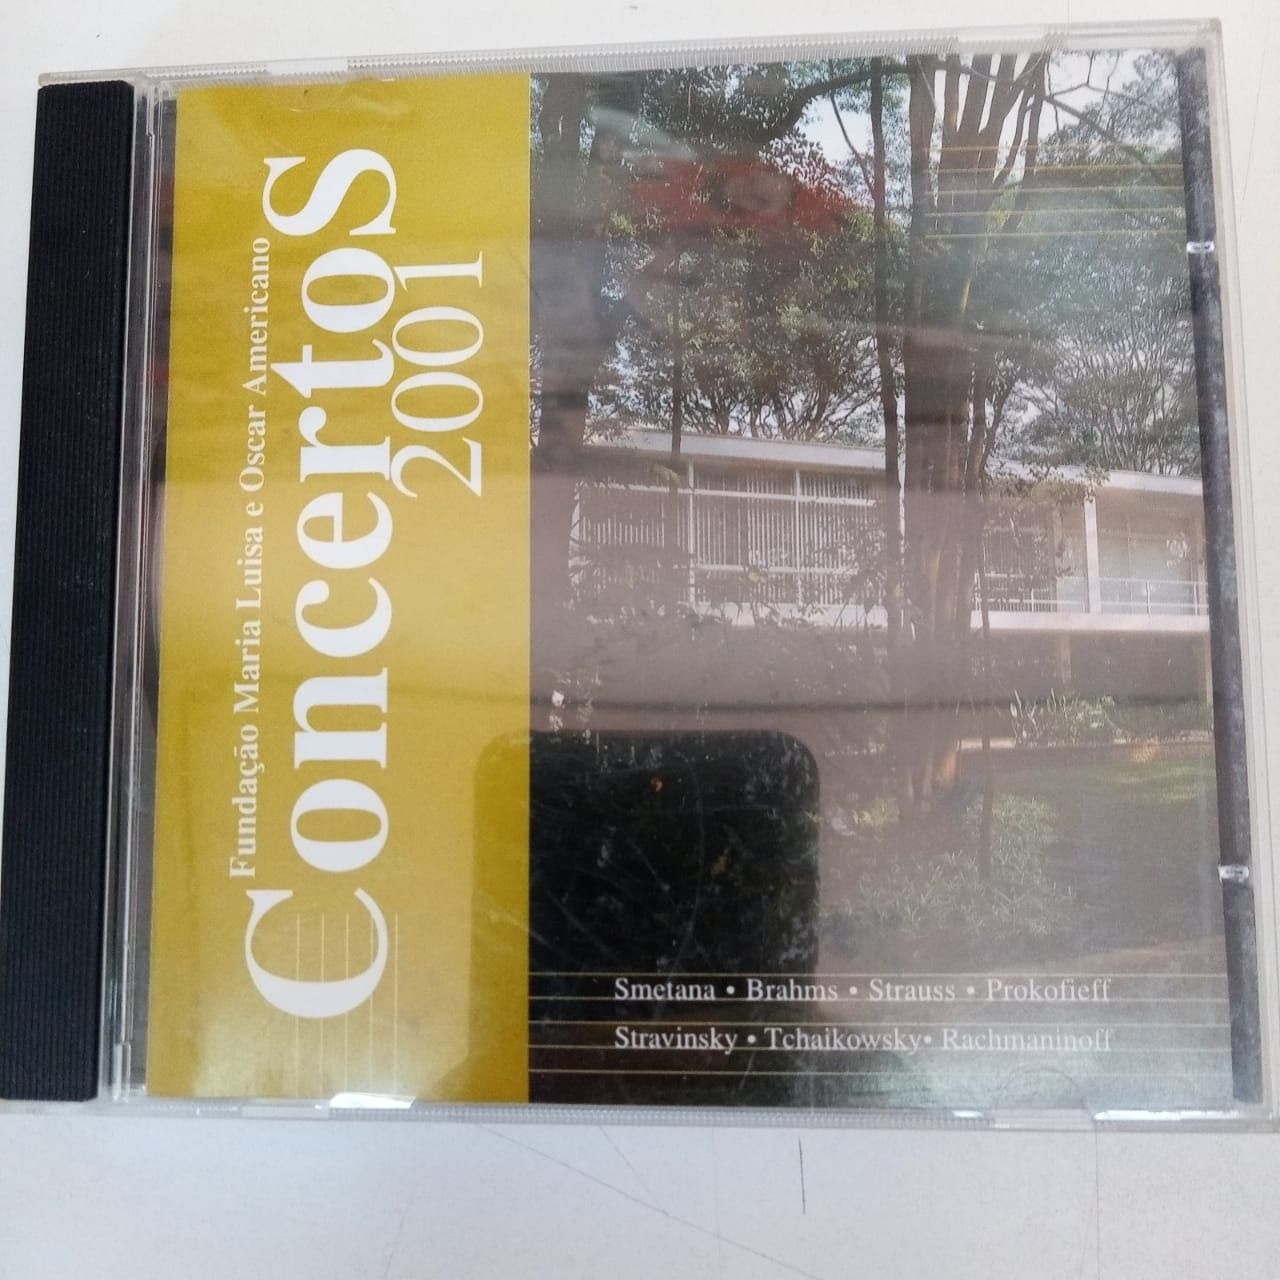 Fundação Maria Luisa e Oscar Americano
Concertos
2001
Smetana • Brahms • Strauss • Prokofieff
Stravinsky • Tchaikowsky• Rachmaninoff